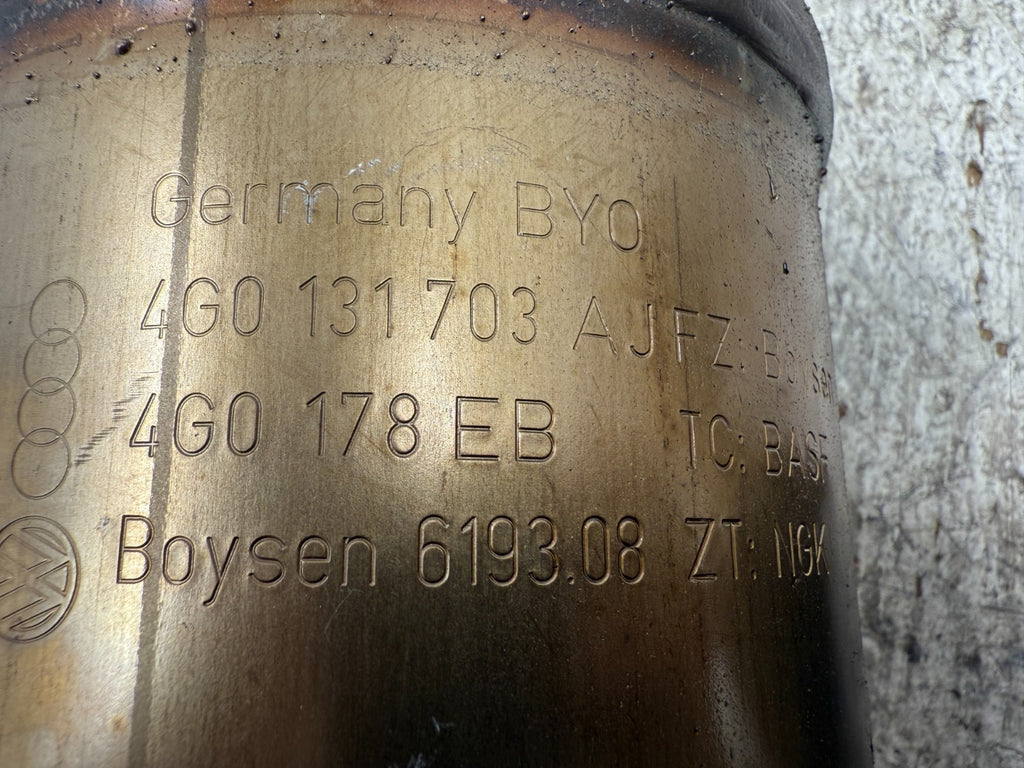 Germany BYO
4G0 131 703 AJ FZ:
4G0 178 EB TC: BASF
Boysen 6193.08 ZT: NGK